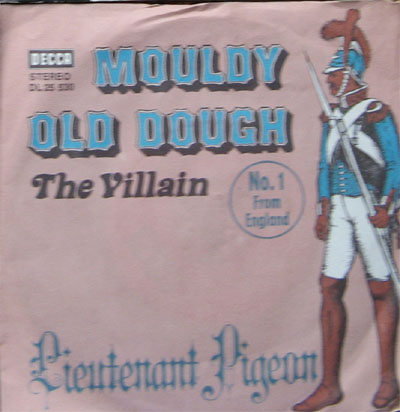 DECCA
STEREO
DL 25 530
MOULDY
OLD DOUGH
The Villain
No. 1
From
England
Lieutenant Pigeon